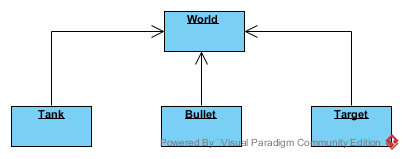 World
Tank
Bullet
Target
Powered By Visual Paradigm Community Edition